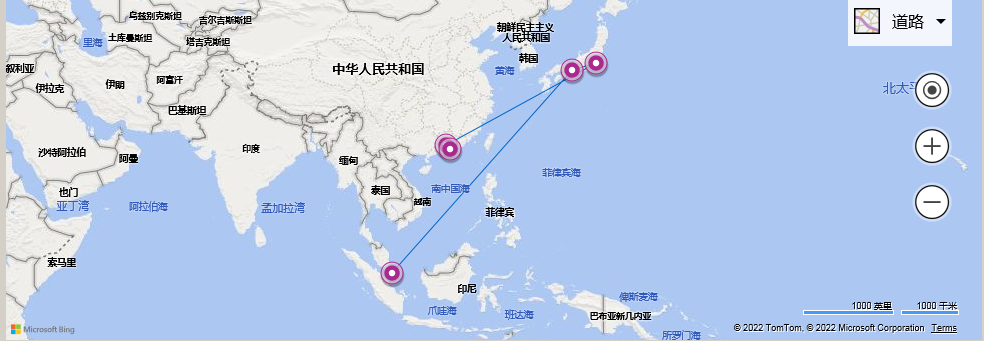 道路
乌兹别克斯坦
吉尔吉斯斯坦
朝鲜民主主义
人民共和国
里海
土库曼斯坦
塔吉克斯坦
韩国
中华人民共和国
黄海
叙利亚
伊拉克
伊朗
阿富汗
北太平
巴基斯坦
沙特阿拉伯
阿曼
印度
缅甸
菲律宾海
也门
泰国
南中国海
亚丁湾
阿拉伯海
孟加拉湾
越南
菲律宾
索马里
印尼
俾斯麦海
爪哇海
班达海
巴布亚新几内亚
1000 英里
1000 千米
所罗门海
Microsoft Bing
© 2022 TomTom, © 2022 Microsoft Corporation Terms